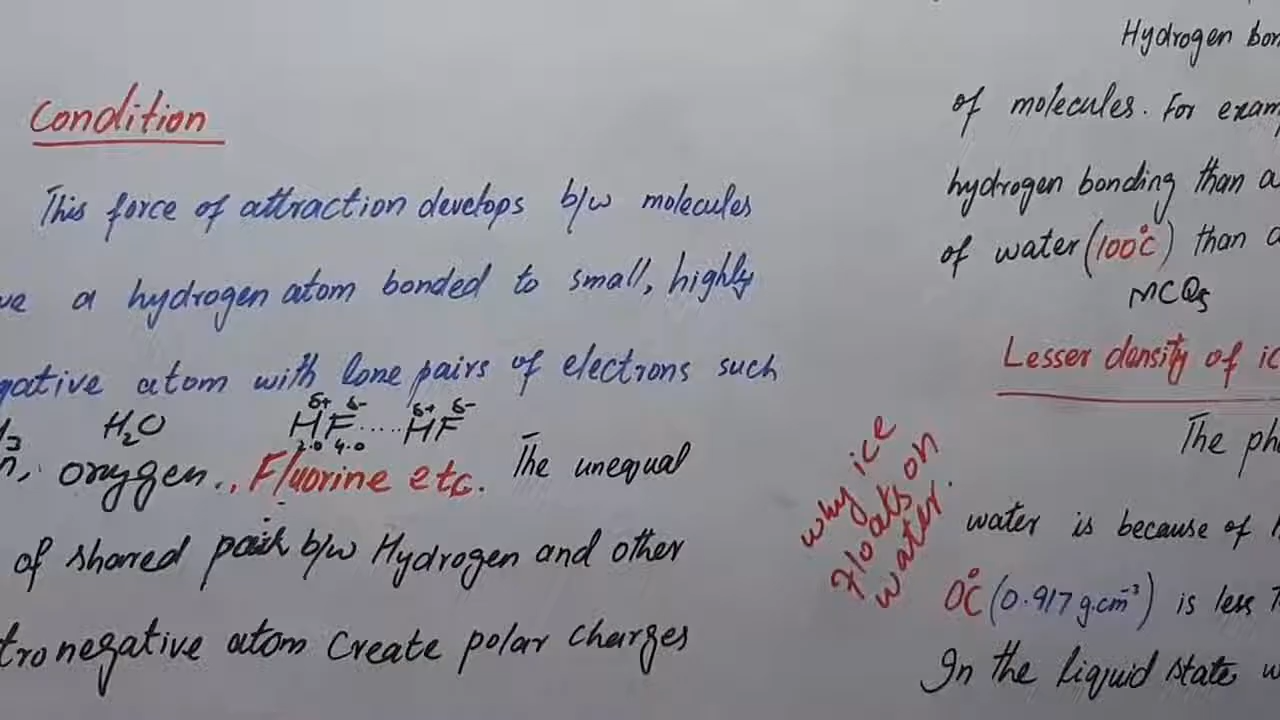 Condition
This force of attraction develops b/w molecules
ve a hydrogen atom bonded to small, highly
gative atom with lone pairs of electrons such
H₂O
δ+ δ- δ+ δ-
HF.....HF
2.0 4.0
n, oxygen.., Fluorine etc. The unequal
of shared pair b/w Hydrogen and other
tronegative atom Create polar charges
Hydrogen bon
of molecules. For exam
hydrogen bonding than a
of water (100°C) than a
MCQs
Lesser density of ic
The ph
why ice
Floats on
water.
water is because of
0°C (0.917 g.cm⁻³) is less
In the liquid state w